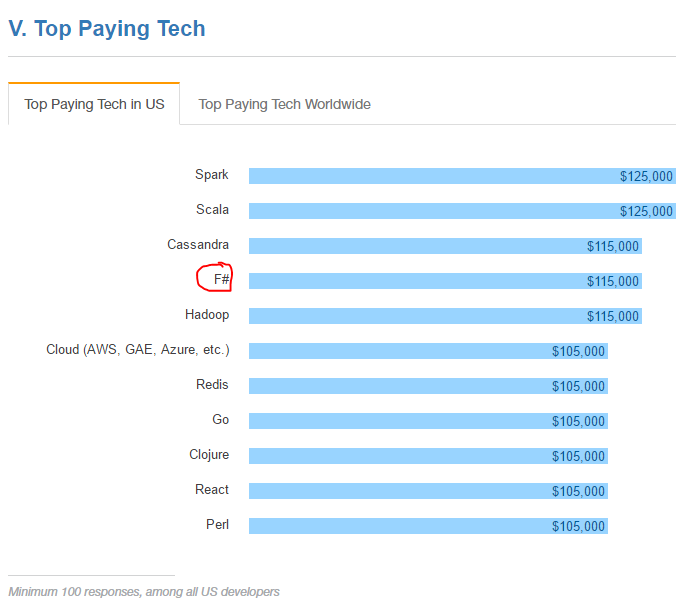 V. Top Paying Tech
Top Paying Tech in US Top Paying Tech Worldwide
Spark $125,000
Scala $125,000
Cassandra $115,000
F# $115,000
Hadoop $115,000
Cloud (AWS, GAE, Azure, etc.) $105,000
Redis $105,000
Go $105,000
Clojure $105,000
React $105,000
Perl $105,000
Minimum 100 responses, among all US developers